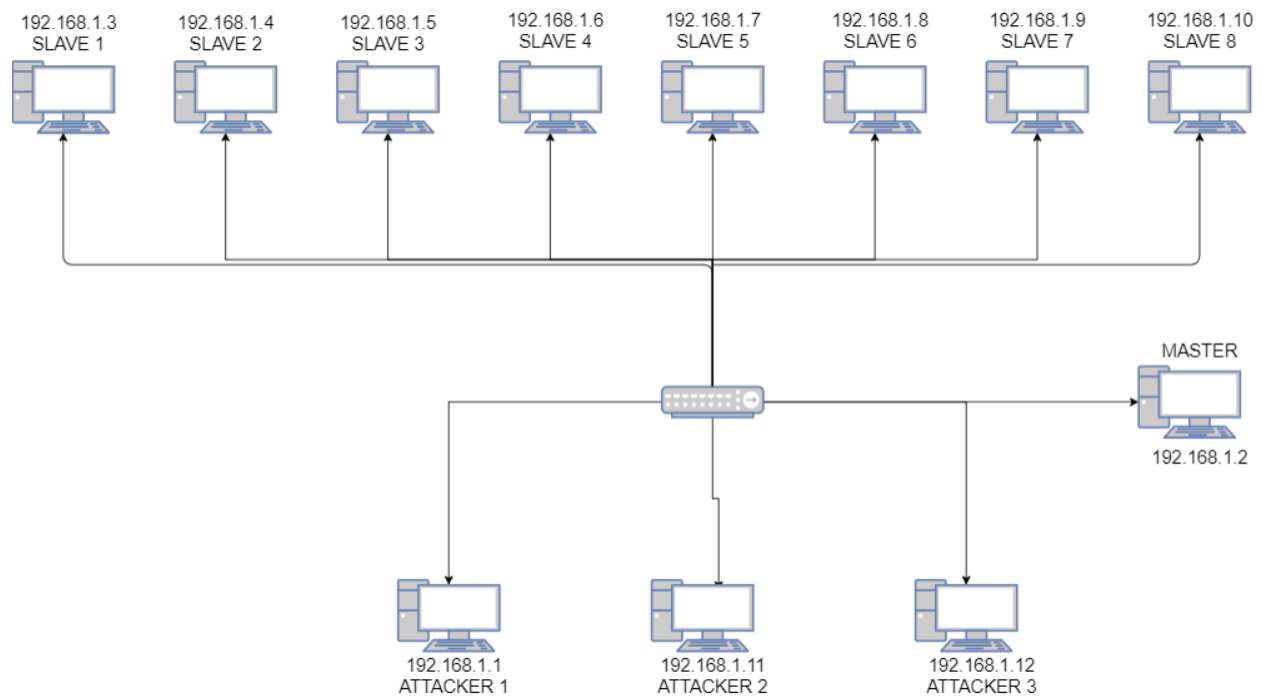 192.168.1.3
SLAVE 1
192.168.1.4
SLAVE 2
192.168.1.5
SLAVE 3
192.168.1.6
SLAVE 4
192.168.1.7
SLAVE 5
192.168.1.8
SLAVE 6
192.168.1.9
SLAVE 7
192.168.1.10
SLAVE 8
MASTER
192.168.1.2
192.168.1.1
ATTACKER 1
192.168.1.11
ATTACKER 2
192.168.1.12
ATTACKER 3